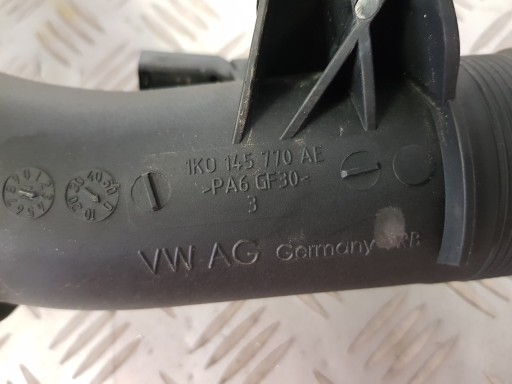 1K0 145 770 AE
>PA6 GF30<
3
VW AG Germany